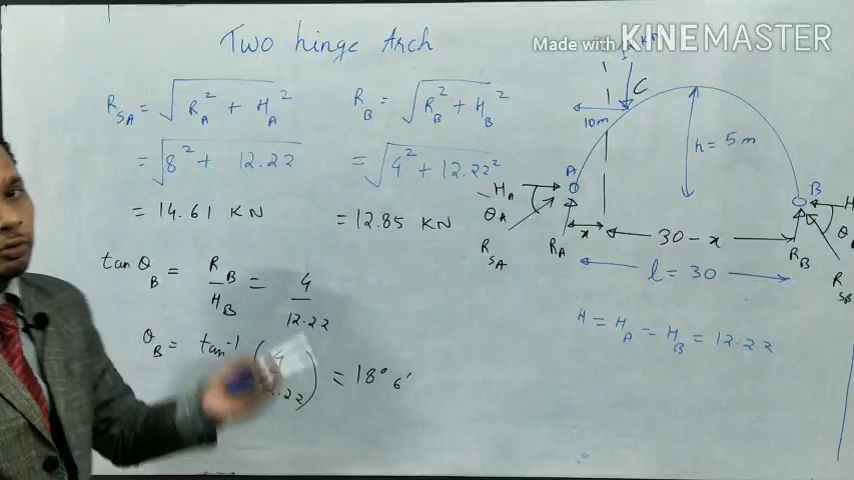 Two hinge Arch
Made with KINEMASTER
R_SA = √R_A² + H_A²
= √8² + 12.22
= 14.61 KN
R_B = √R_B² + H_B²
= √4² + 12.22²
= 12.85 KN
tan θ_B = R_B/H_B = 4/12.22
θ_B = tan⁻¹ (4/ .22) = 18° 6'
C
10m
h = 5m
A
B
H_A
θ_A
R_SA
R_A
x
30 - x
R_B
H
θ
R_SB
l = 30
H = H_A - H_B = 12.22